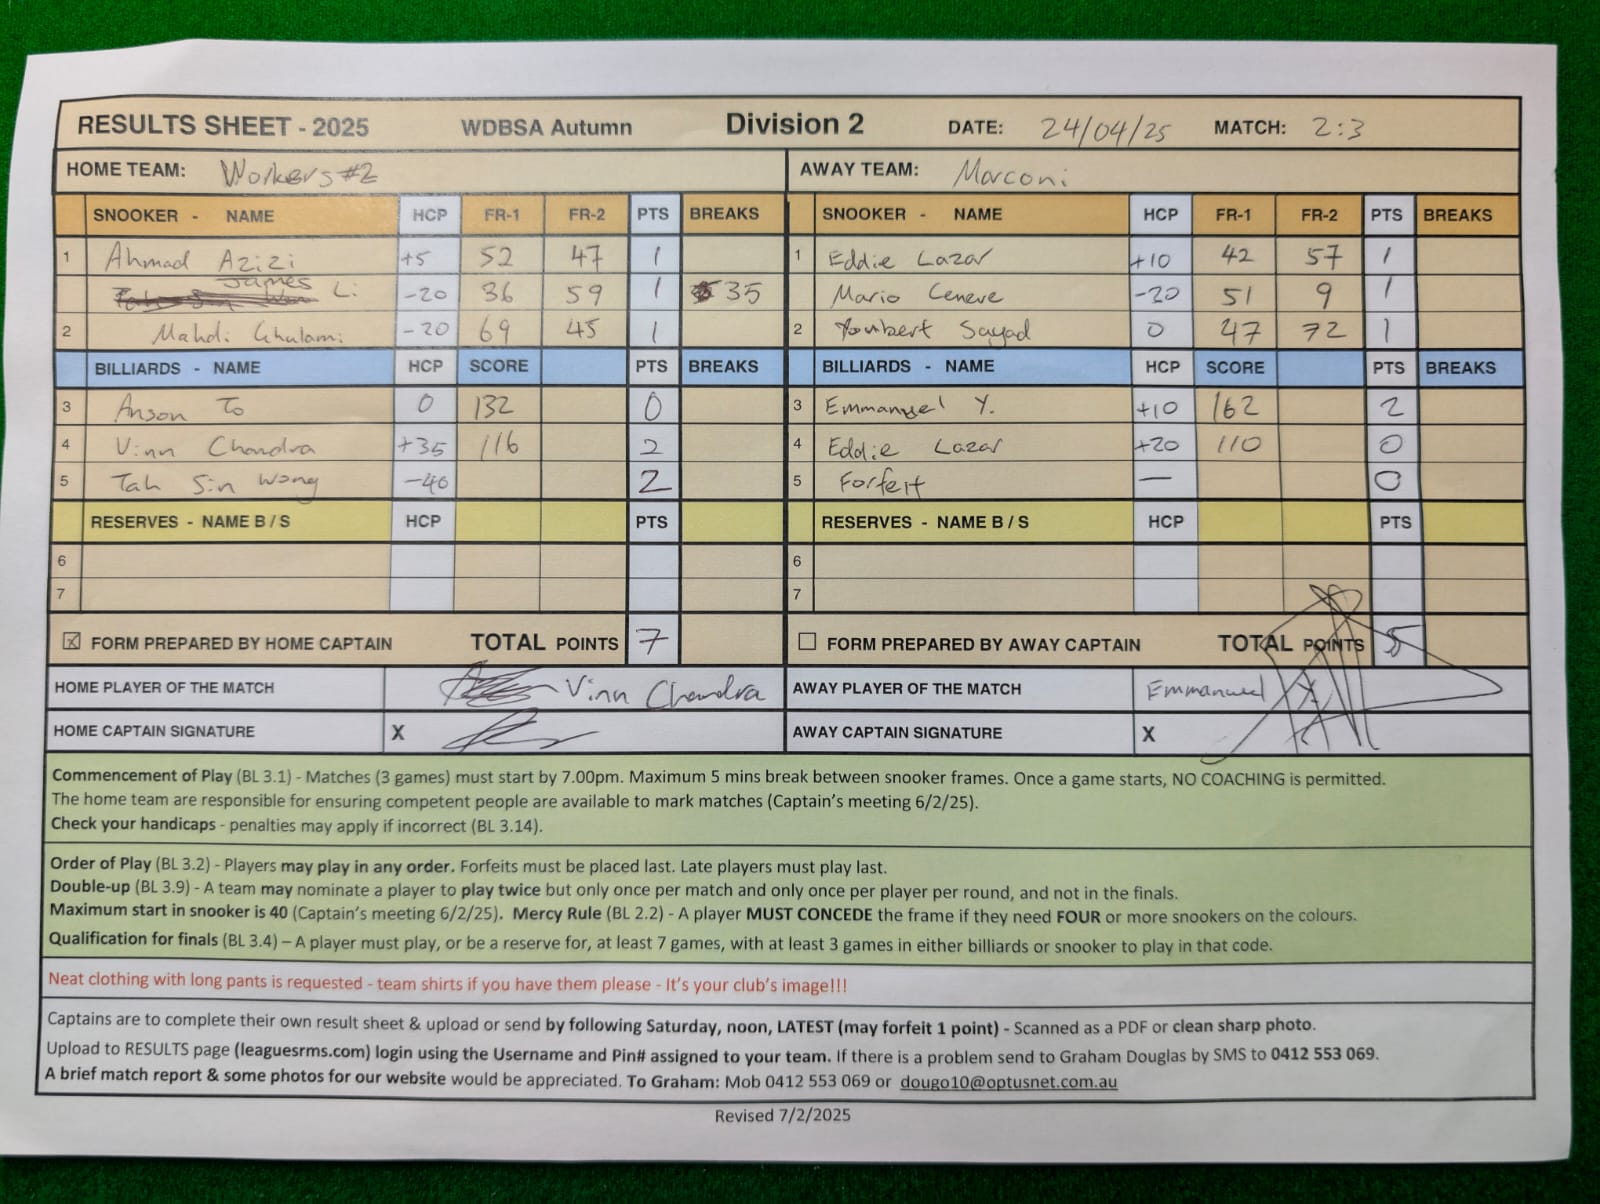 RESULTS SHEET - 2025 WDBSA Autumn Division 2 DATE: 24/04/25 MATCH: 2:3
HOME TEAM: Workers #2 AWAY TEAM: Marconi
SNOOKER - NAME HCP FR-1 FR-2 PTS BREAKS SNOOKER - NAME HCP FR-1 FR-2 PTS BREAKS
1 Ahmad Azizi +5 52 47 1 1 Eddie Lazar +10 42 57 1
James Li -20 36 59 1 35 Mario Ceneve -20 51 9 1
2 Mahdi Ghulami -20 69 45 1 2 Youbert Sayad 0 47 72 1
BILLIARDS - NAME HCP SCORE PTS BREAKS BILLIARDS - NAME HCP SCORE PTS BREAKS
3 Anson To 0 132 0 3 Emmanuel Y. +10 162 2
4 Vinn Chandra +35 116 2 4 Eddie Lazar +20 110 0
5 Tah Sin Wong -40 2 5 Forfeit — 0
RESERVES - NAME B / S HCP PTS RESERVES - NAME B / S HCP PTS
6 6
7 7
FORM PREPARED BY HOME CAPTAIN TOTAL POINTS 7 FORM PREPARED BY AWAY CAPTAIN TOTAL POINTS 5
HOME PLAYER OF THE MATCH Vinn Chandra AWAY PLAYER OF THE MATCH Emmanuel Y
HOME CAPTAIN SIGNATURE X AWAY CAPTAIN SIGNATURE X
Commencement of Play (BL 3.1) - Matches (3 games) must start by 7.00pm. Maximum 5 mins break between snooker frames. Once a game starts, NO COACHING is permitted.
The home team are responsible for ensuring competent people are available to mark matches (Captain's meeting 6/2/25).
Check your handicaps - penalties may apply if incorrect (BL 3.14).
Order of Play (BL 3.2) - Players may play in any order. Forfeits must be placed last. Late players must play last.
Double-up (BL 3.9) - A team may nominate a player to play twice but only once per match and only once per player per round, and not in the finals.
Maximum start in snooker is 40 (Captain's meeting 6/2/25). Mercy Rule (BL 2.2) - A player MUST CONCEDE the frame if they need FOUR or more snookers on the colours.
Qualification for finals (BL 3.4) – A player must play, or be a reserve for, at least 7 games, with at least 3 games in either billiards or snooker to play in that code.
Neat clothing with long pants is requested - team shirts if you have them please - It's your club's image!!!
Captains are to complete their own result sheet & upload or send by following Saturday, noon, LATEST (may forfeit 1 point) - Scanned as a PDF or clean sharp photo.
Upload to RESULTS page (leaguesrms.com) login using the Username and Pin# assigned to your team. If there is a problem send to Graham Douglas by SMS to 0412 553 069.
A brief match report & some photos for our website would be appreciated. To Graham: Mob 0412 553 069 or dougo10@optusnet.com.au
Revised 7/2/2025